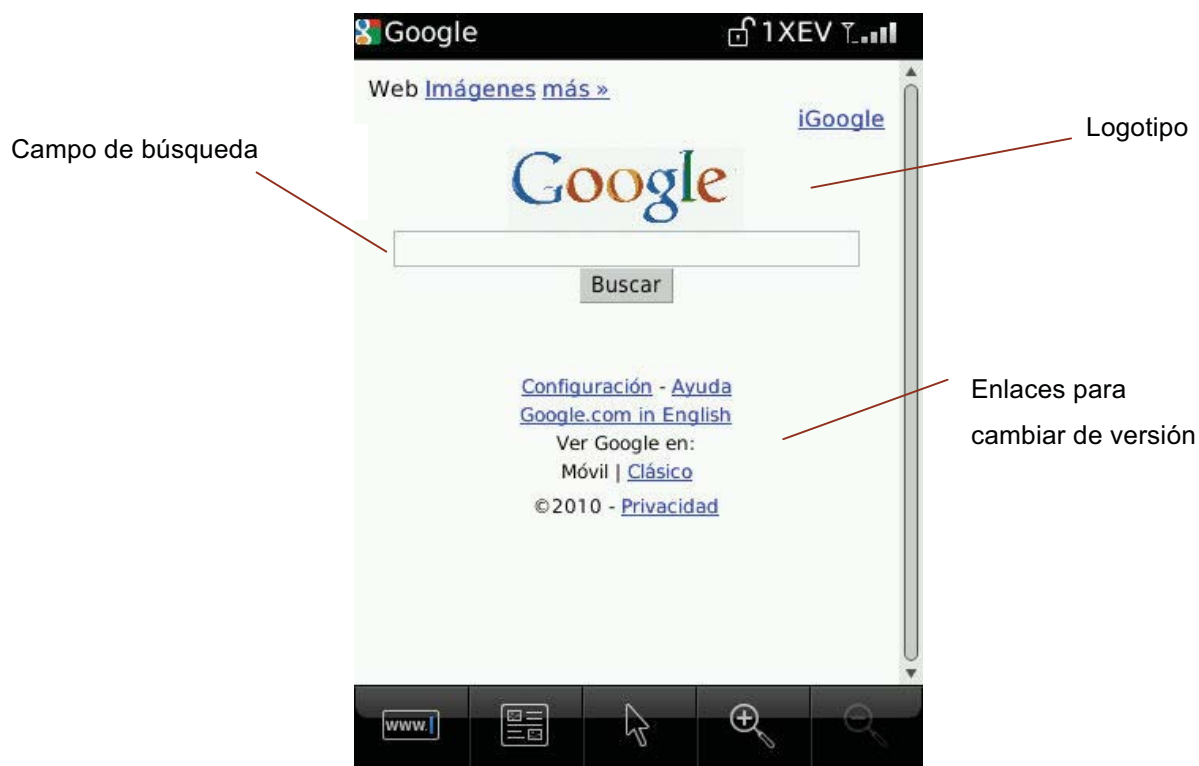 Google 1XEV
Web Imágenes más »
iGoogle
Logotipo
Campo de búsqueda
Google
Buscar
Configuración - Ayuda
Google.com in English
Ver Google en:
Móvil | Clásico
©2010 - Privacidad
Enlaces para
cambiar de versión
www.